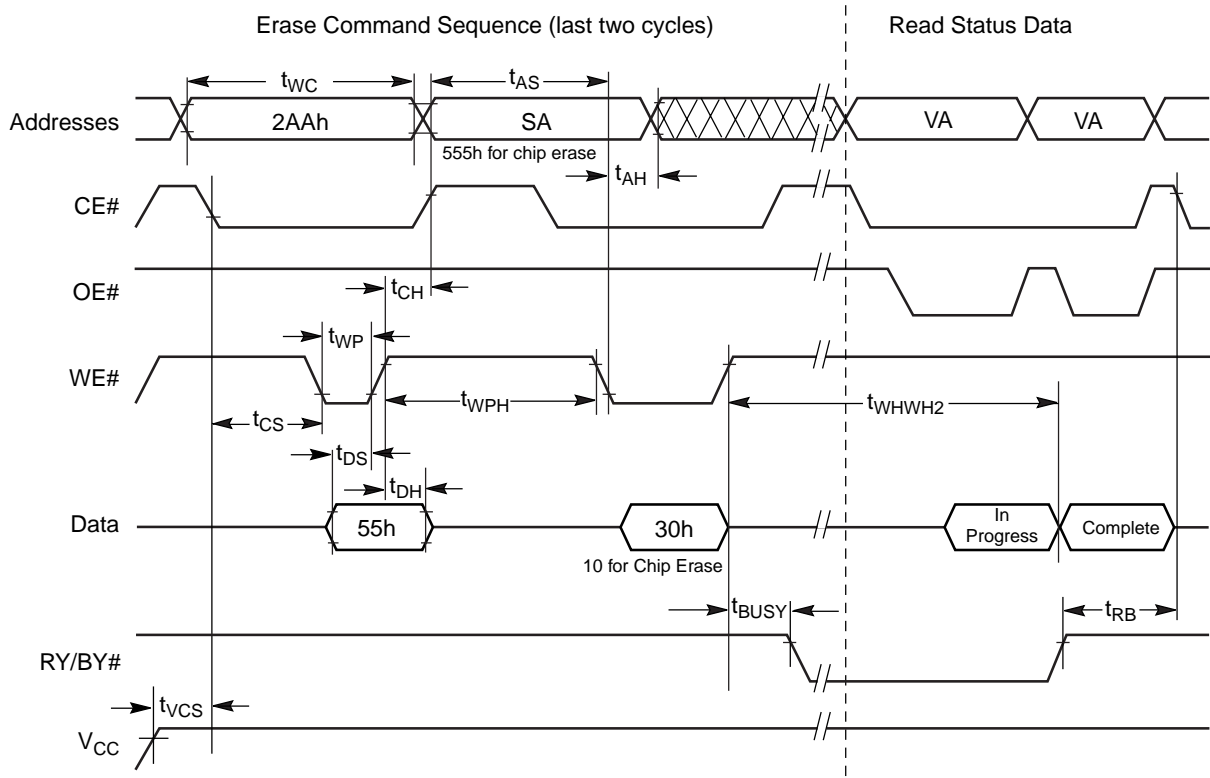 Erase Command Sequence (last two cycles)
Read Status Data
tWC
tAS
Addresses
2AAh
SA
VA
VA
555h for chip erase
tAH
CE#
OE#
tCH
tWP
WE#
tWPH
tWHWH2
tCS
tDS
tDH
Data
55h
30h
In
Progress
Complete
10 for Chip Erase
tBUSY
tRB
RY/BY#
tVCS
VCC